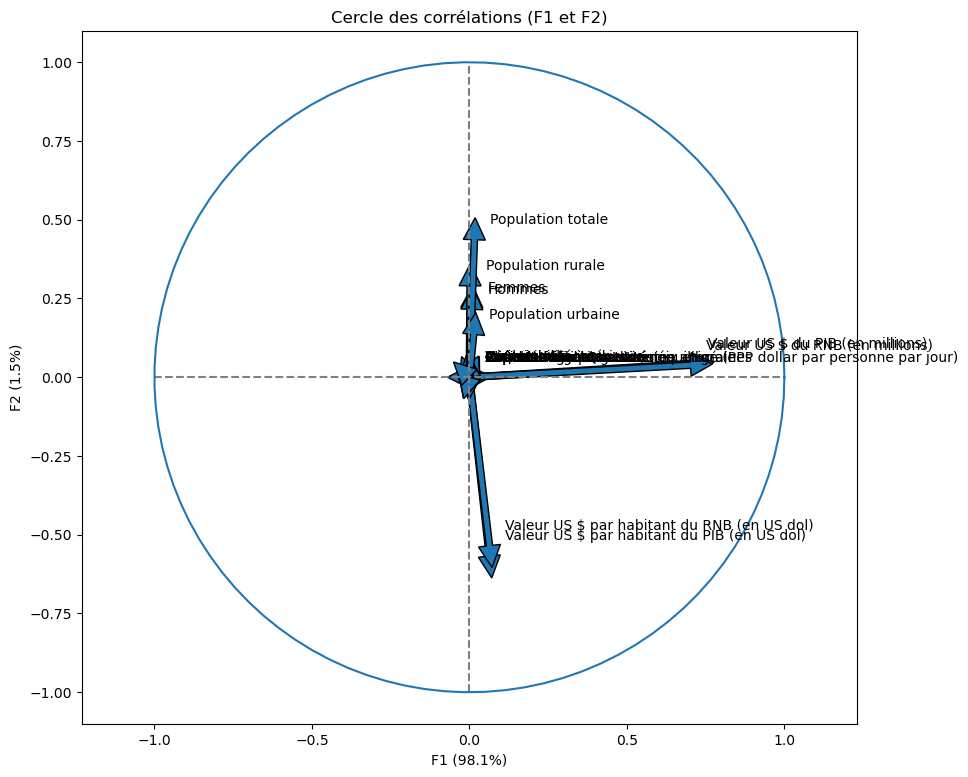 Cercle des corrélations (F1 et F2)
1.00
0.75
0.50
0.25
0.00
−0.25
−0.50
−0.75
−1.00
F2 (1.5%)
Population totale
Population rurale
Femmes
Hommes
Population urbaine
Valeur US $ du PIB (en millions)
Valeur US $ du RNB (en millions)
dollar par personne par jour)
Valeur US $ par habitant du RNB (en US dol)
Valeur US $ par habitant du PIB (en US dol)
−1.0
−0.5
0.0
0.5
1.0
F1 (98.1%)